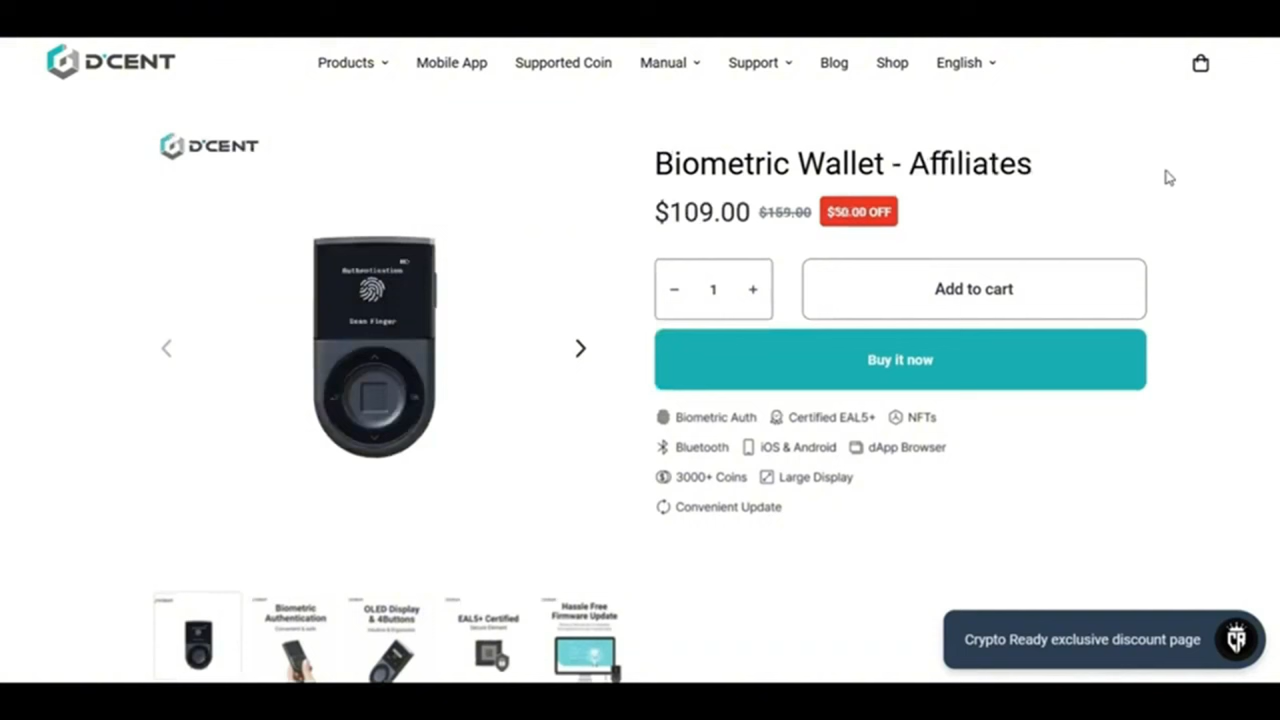 D'CENT
Products
Mobile App
Supported Coin
Manual
Support
Blog
Shop
English
D'CENT
Biometric Wallet - Affiliates
$109.00 $159.00 $50.00 OFF
Authentication
Scan Finger
− 1 +
Add to cart
Buy it now
Biometric Auth Certified EAL5+ NFTs
Bluetooth iOS & Android dApp Browser
3000+ Coins Large Display
Convenient Update
Biometric
Authentication
OLED Display
& 4Buttons
EAL5+ Certified
Secure Element
Hassle Free
Firmware Update
Crypto Ready exclusive discount page
CR